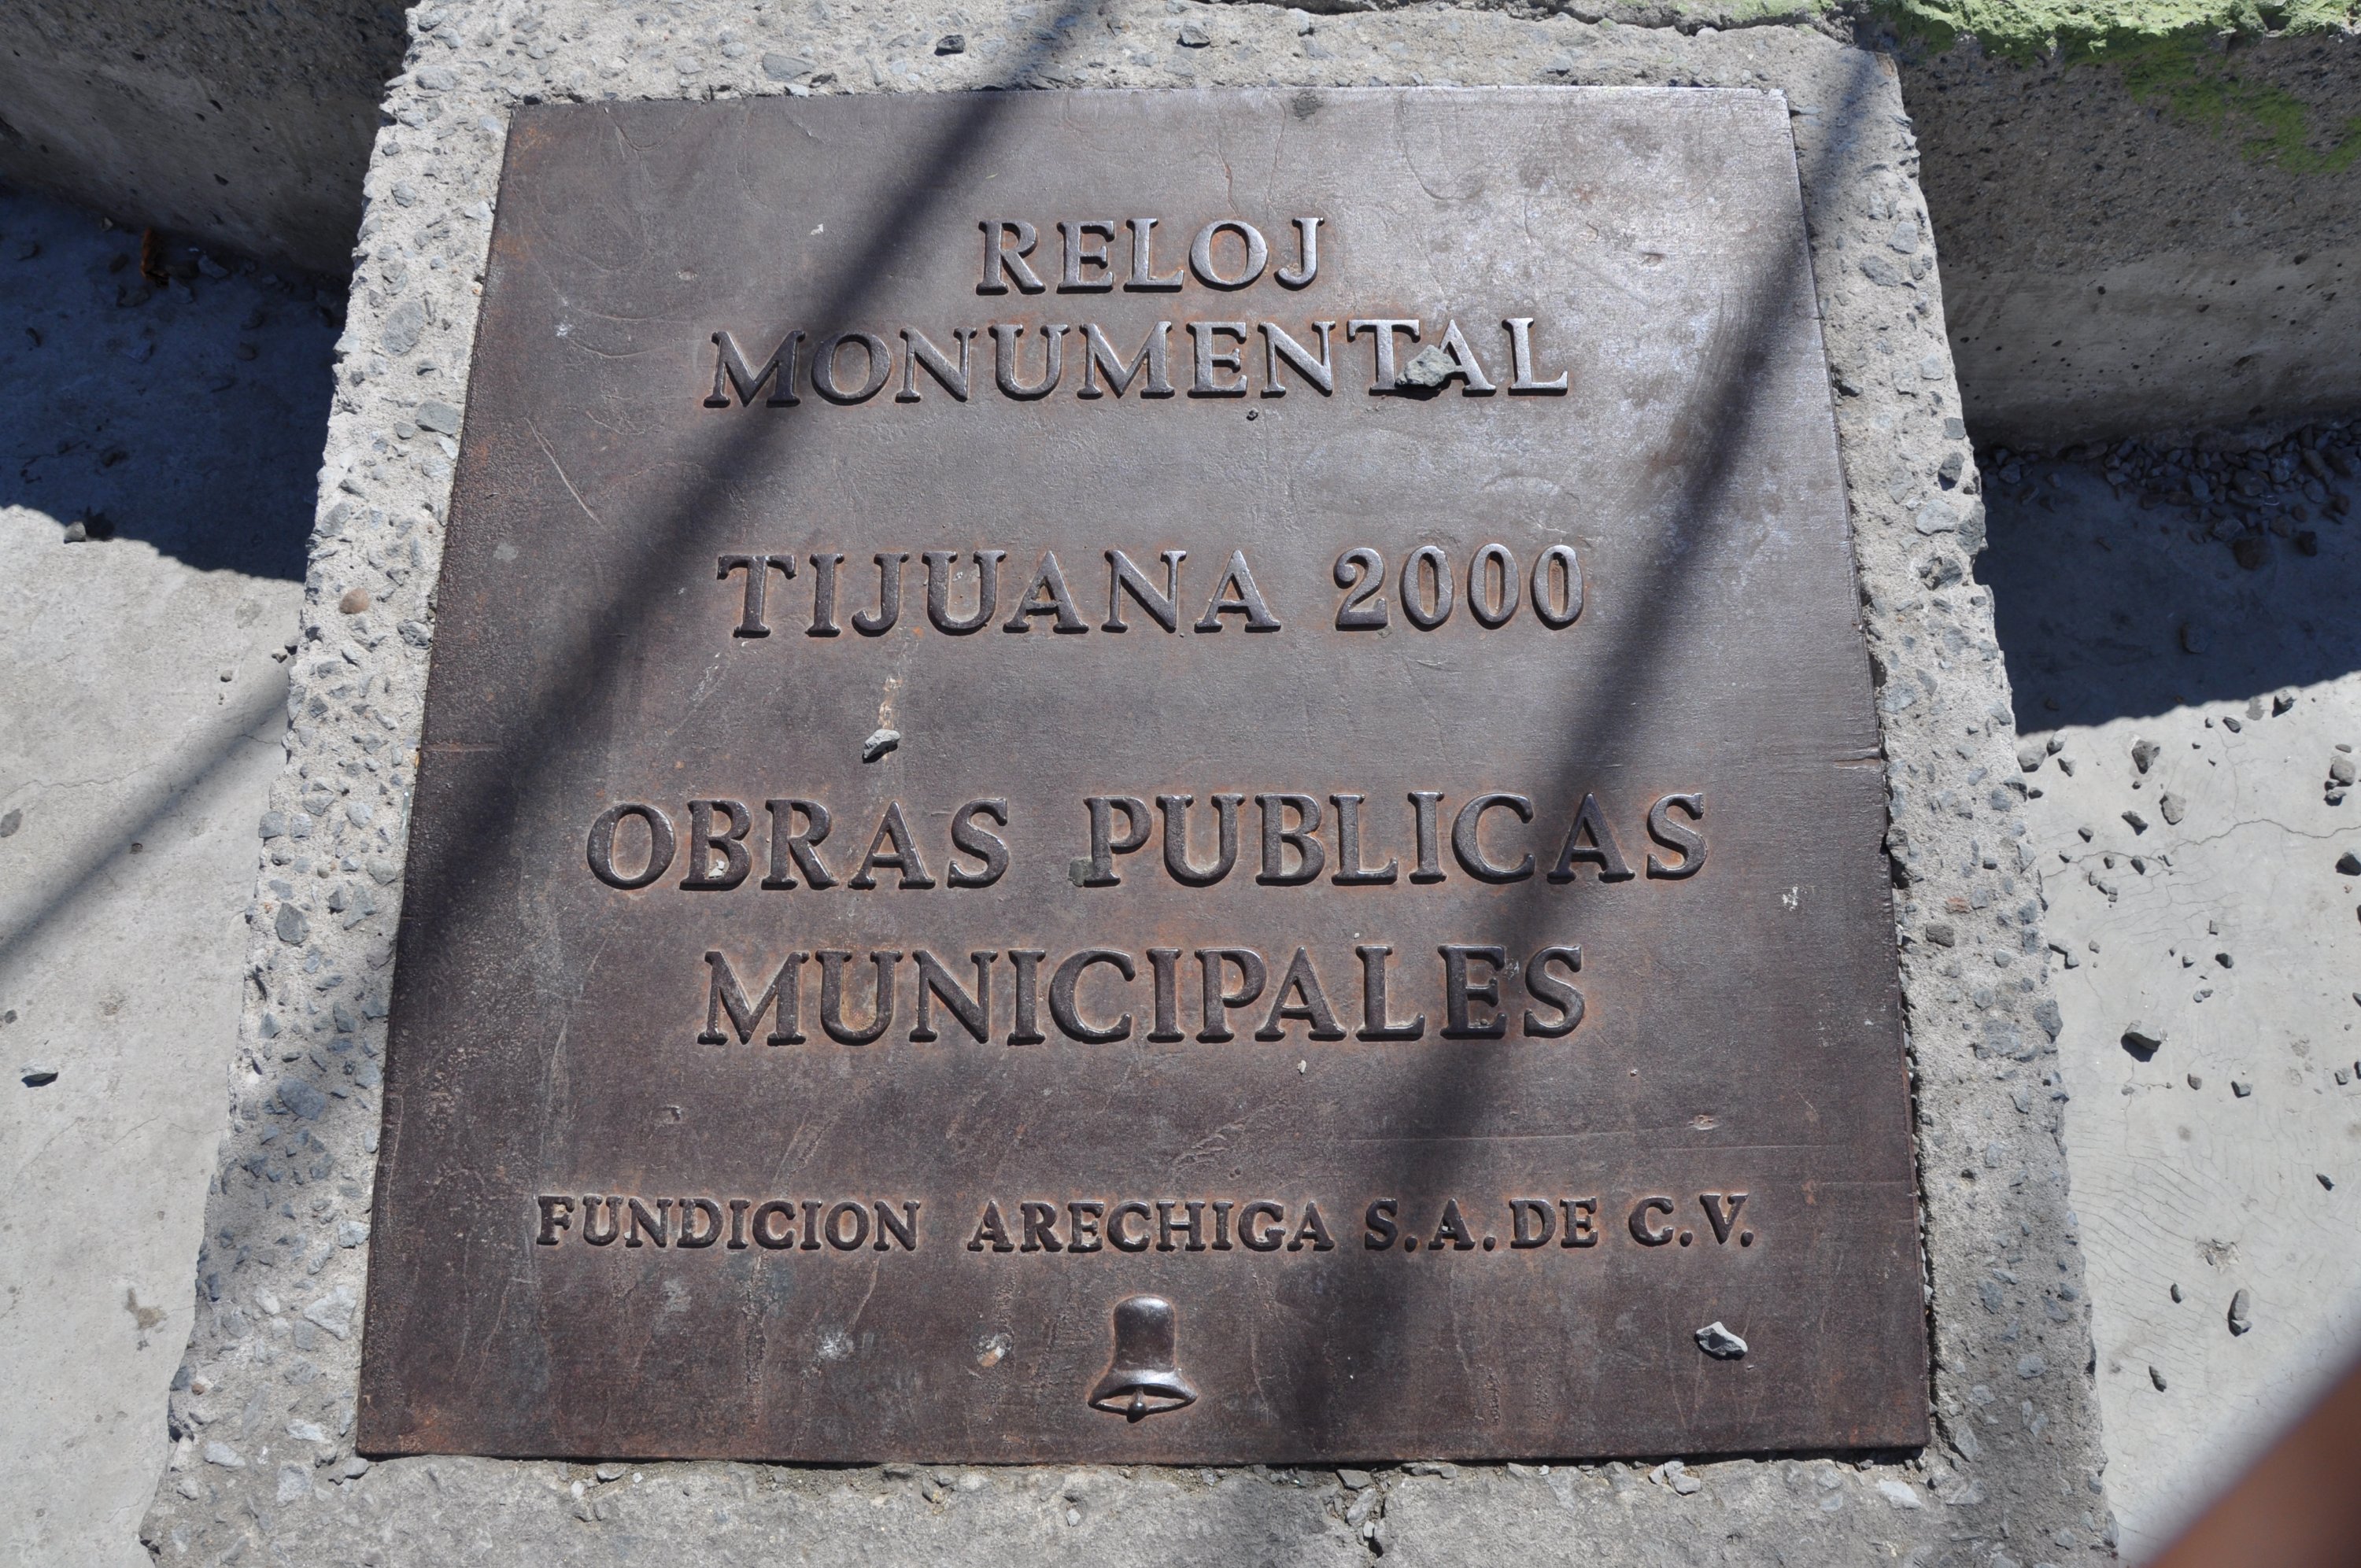 RELOJ
MONUMENTAL
TIJUANA 2000
OBRAS PUBLICAS
MUNICIPALES
FUNDICION ARECHIGA S.A. DE C.V.